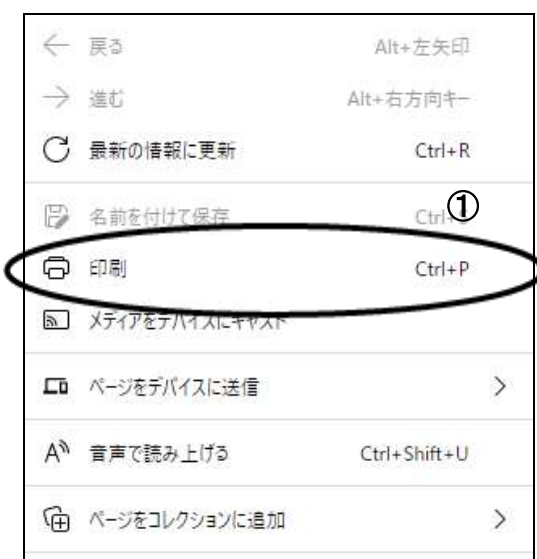 戻る Alt+左矢印
進む Alt+右方向キー
最新の情報に更新 Ctrl+R
①
名前を付けて保存
印刷 Ctrl+P
メディアをデバイスにキャスト
ページをデバイスに送信
音声で読み上げる Ctrl+Shift+U
ページをコレクションに追加